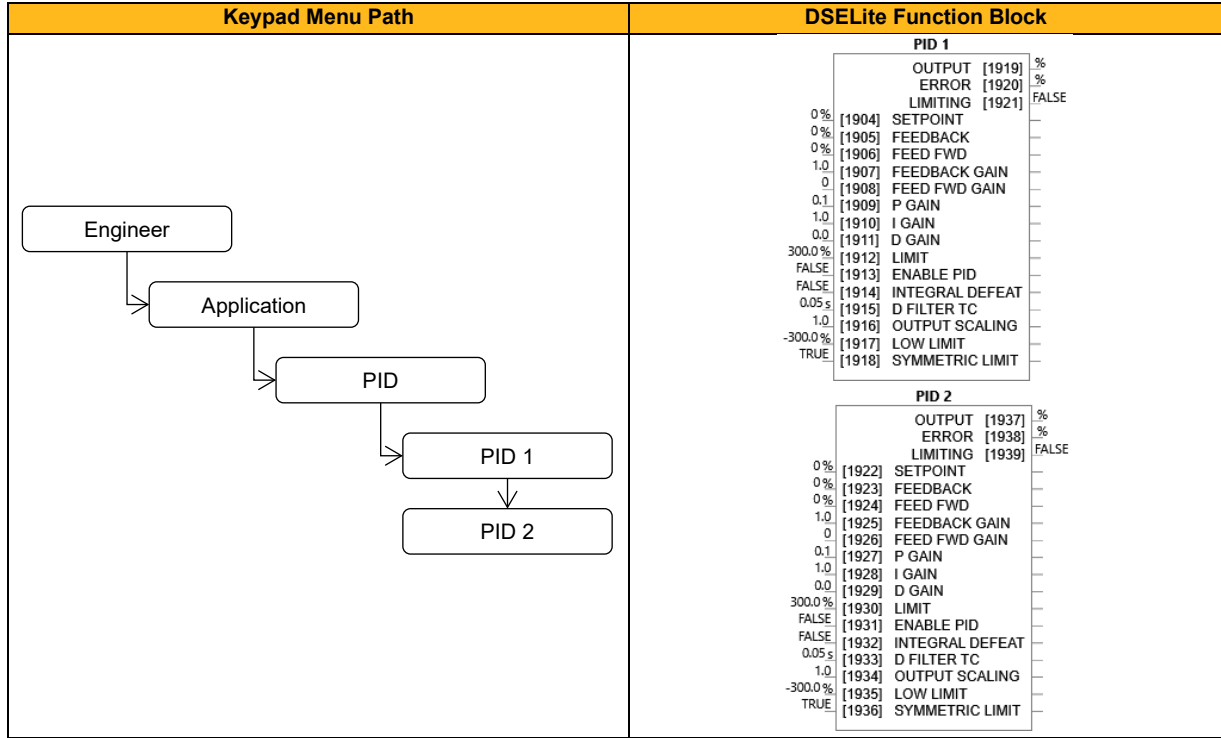 Keypad Menu Path
DSELite Function Block
Engineer
Application
PID
PID 1
PID 2
PID 1
OUTPUT [1919] %
ERROR [1920] %
LIMITING [1921] FALSE
0 % [1904] SETPOINT
0 % [1905] FEEDBACK
0 % [1906] FEED FWD
1.0 [1907] FEEDBACK GAIN
0 [1908] FEED FWD GAIN
0.1 [1909] P GAIN
1.0 [1910] I GAIN
0.0 [1911] D GAIN
300.0 % [1912] LIMIT
FALSE [1913] ENABLE PID
FALSE [1914] INTEGRAL DEFEAT
0.05 s [1915] D FILTER TC
1.0 [1916] OUTPUT SCALING
-300.0 % [1917] LOW LIMIT
TRUE [1918] SYMMETRIC LIMIT
PID 2
OUTPUT [1937] %
ERROR [1938] %
LIMITING [1939] FALSE
0 % [1922] SETPOINT
0 % [1923] FEEDBACK
0 % [1924] FEED FWD
1.0 [1925] FEEDBACK GAIN
0 [1926] FEED FWD GAIN
0.1 [1927] P GAIN
1.0 [1928] I GAIN
0.0 [1929] D GAIN
300.0 % [1930] LIMIT
FALSE [1931] ENABLE PID
FALSE [1932] INTEGRAL DEFEAT
0.05 s [1933] D FILTER TC
1.0 [1934] OUTPUT SCALING
-300.0 % [1935] LOW LIMIT
TRUE [1936] SYMMETRIC LIMIT